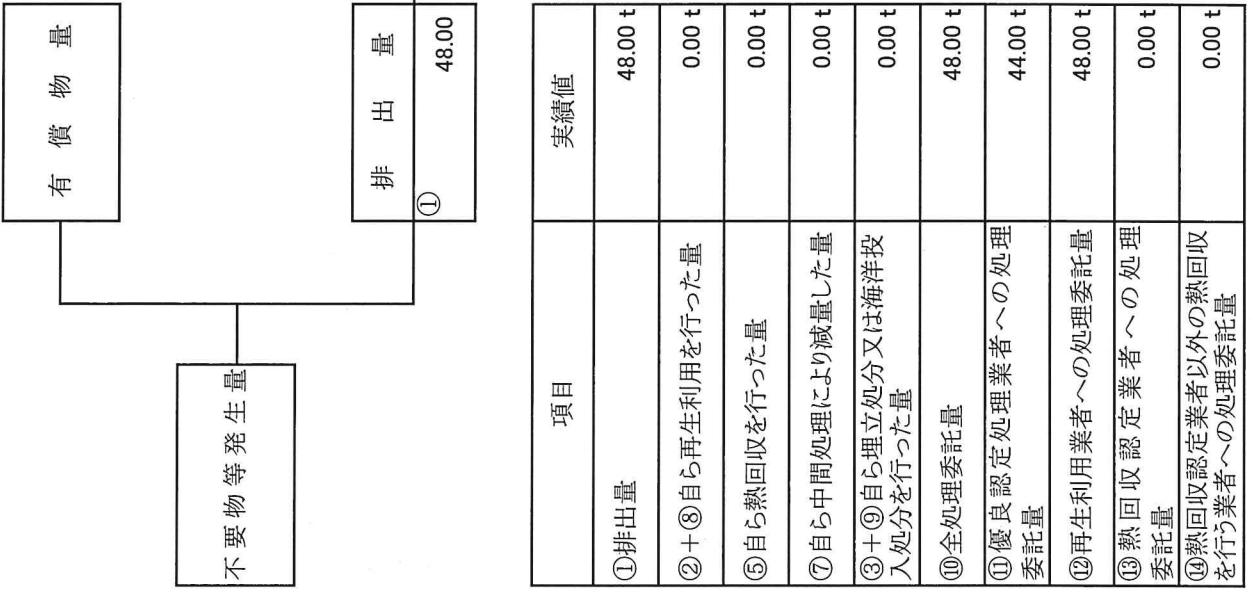 不要物等発生量
有償物量
排出量
①
48.00
項目
実績値
①排出量
48.00 t
②+⑧自ら再生利用を行った量
0.00 t
⑤自ら熱回収を行った量
0.00 t
⑦自ら中間処理により減量した量
0.00 t
③+⑨自ら埋立処分又は海洋投
入処分を行った量
0.00 t
⑩全処理委託量
48.00 t
⑪優良認定処理業者への処理
委託量
44.00 t
⑫再生利用業者への処理委託量
48.00 t
⑬熱回収認定業者への処理
委託量
0.00 t
⑭熱回収認定業者以外の熱回収
を行う業者への処理委託量
0.00 t